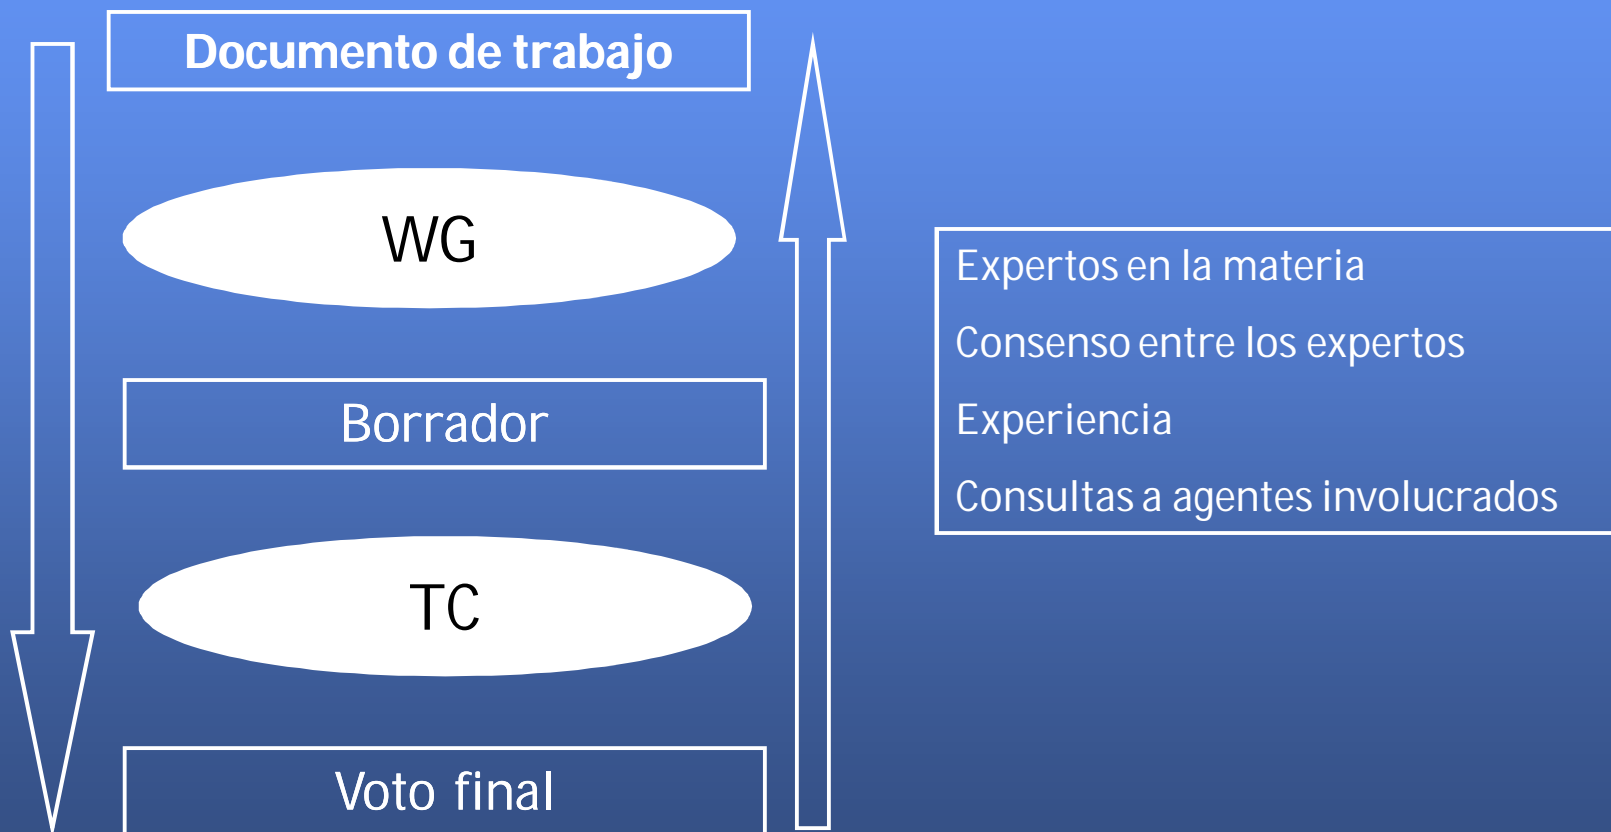 Documento de trabajo
WG
Borrador
TC
Voto final
Expertos en la materia
Consenso entre los expertos
Experiencia
Consultas a agentes involucrados